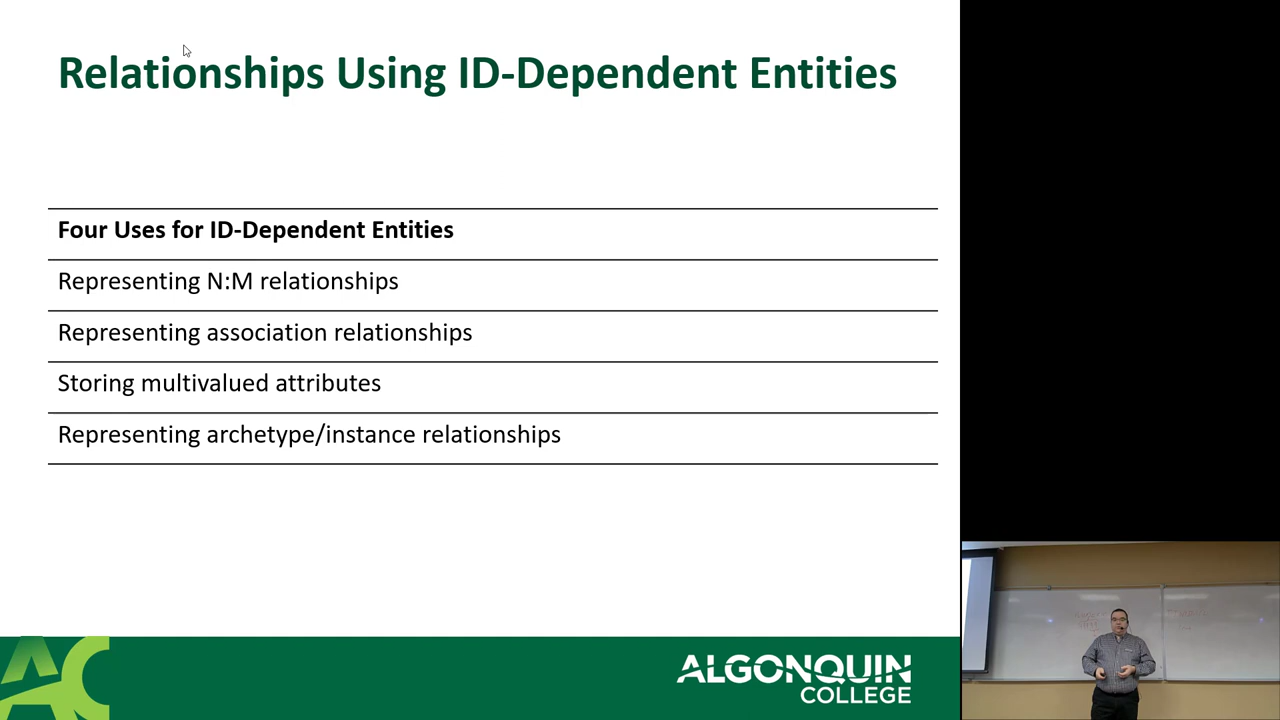 Relationships Using ID-Dependent Entities
Four Uses for ID-Dependent Entities
Representing N:M relationships
Representing association relationships
Storing multivalued attributes
Representing archetype/instance relationships
AC
ALGONQUIN
COLLEGE